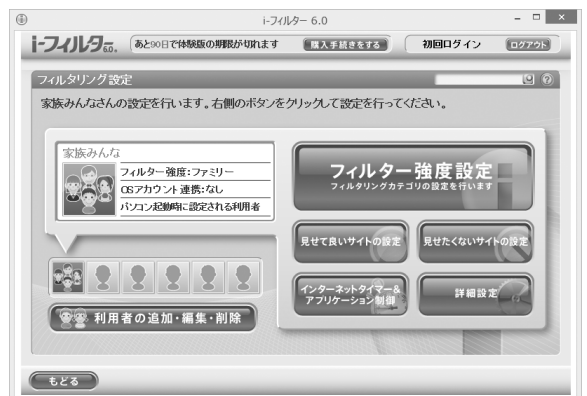 i-フィルター 6.0
i-フィルター 6.0.
あと90日で体験版の期限が切れます
購入手続きをする
初回ログイン
ログアウト
フィルタリング設定
家族みんなさんの設定を行います。右側のボタンをクリックして設定を行ってください。
家族みんな
フィルター強度:ファミリー
OSアカウント連携:なし
パソコン起動時に設定される利用者
利用者の追加・編集・削除
フィルター強度設定
フィルタリングカテゴリの設定を行います
見せて良いサイトの設定
見せたくないサイトの設定
インターネットタイマー&
アプリケーション制御
詳細設定
もどる